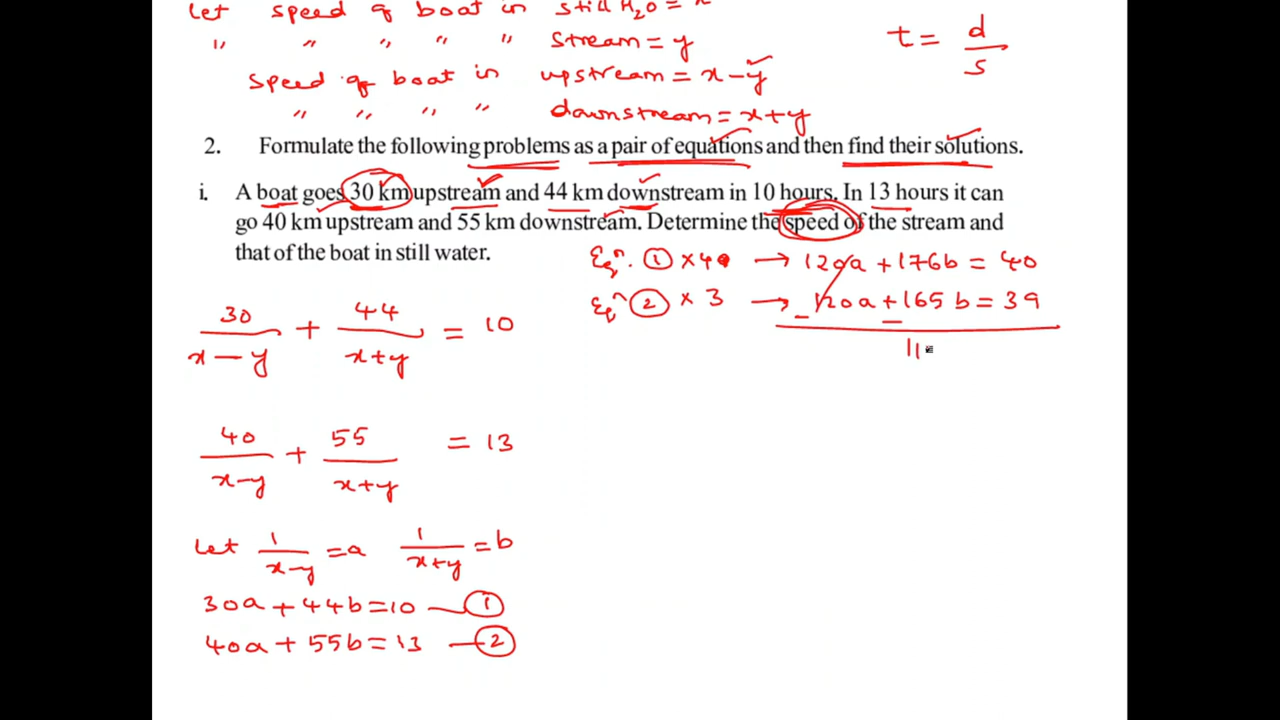 Let speed of boat in still H₂O = x
" " " " " stream = y
t = d/s
speed of boat in upstream = x - y
" " " " downstream = x + y
2. Formulate the following problems as a pair of equations and then find their solutions.
i. A boat goes 30 km upstream and 44 km downstream in 10 hours. In 13 hours it can
go 40 km upstream and 55 km downstream. Determine the speed of the stream and
that of the boat in still water.
Eqⁿ. ① × 4 → 120a + 176b = 40
Eqⁿ ② × 3 → 120a + 165b = 39
- -
11
30/(x - y) + 44/(x + y) = 10
40/(x - y) + 55/(x + y) = 13
Let 1/(x - y) = a 1/(x + y) = b
30a + 44b = 10 — ①
40a + 55b = 13 — ②